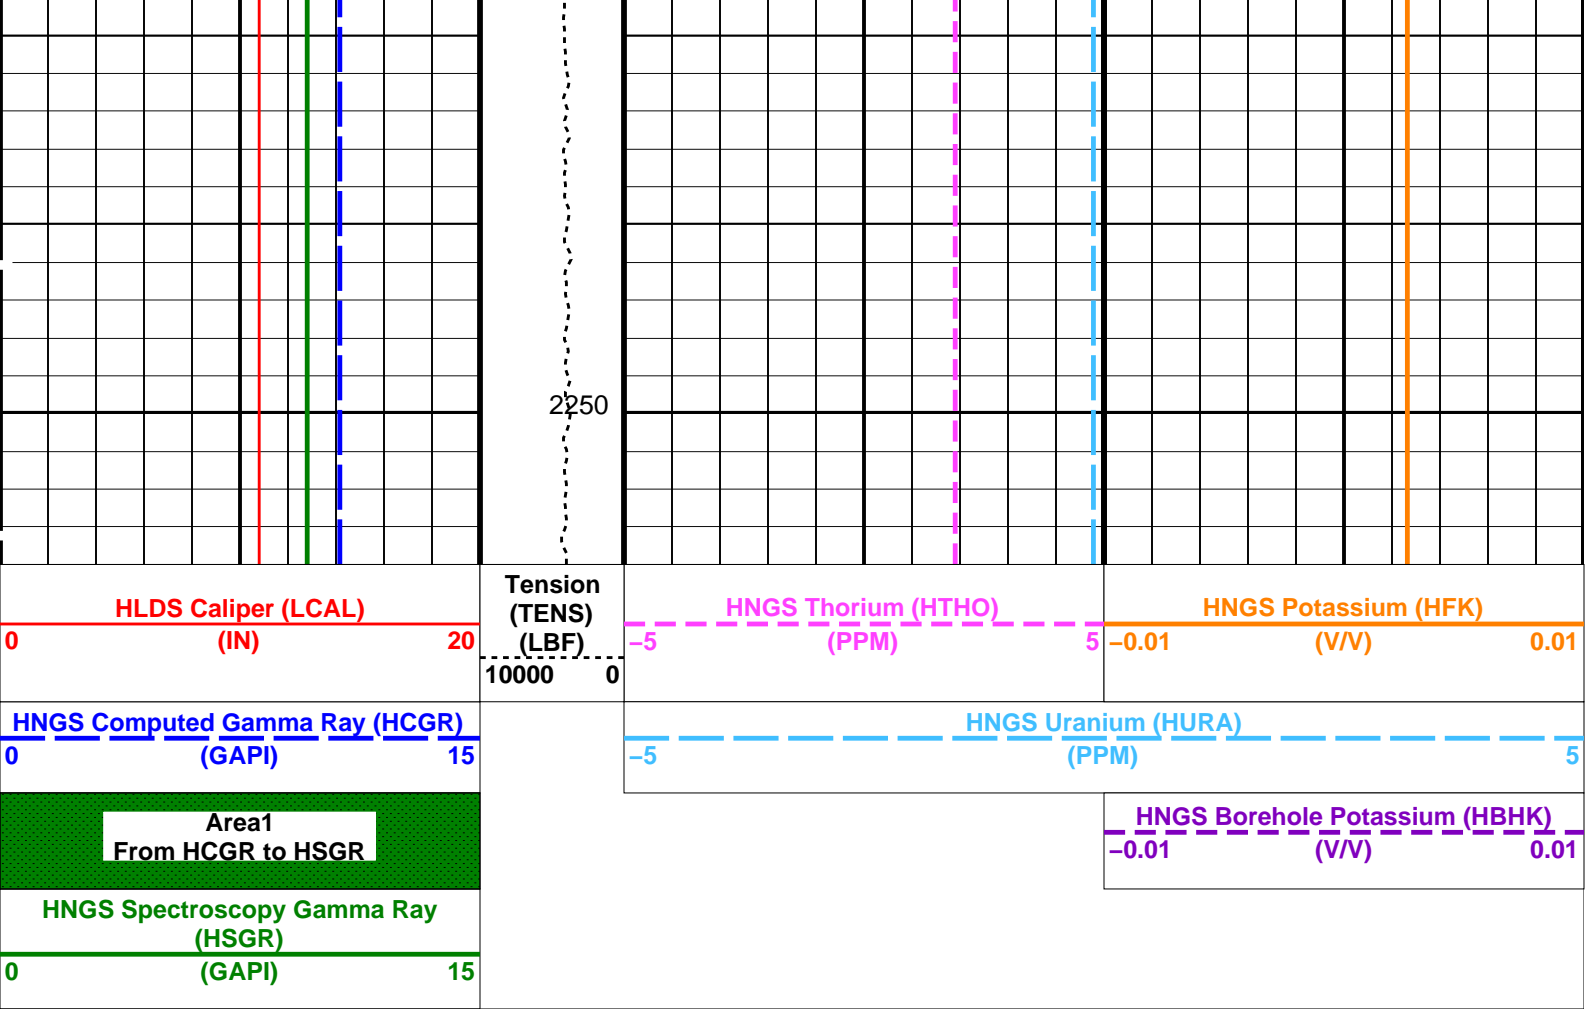 2250
HLDS Caliper (LCAL)
0 (IN) 20
Tension
(TENS)
(LBF)
10000 0
HNGS Thorium (HTHO)
−5 (PPM) 5
HNGS Potassium (HFK)
−0.01 (V/V) 0.01
HNGS Computed Gamma Ray (HCGR)
0 (GAPI) 15
HNGS Uranium (HURA)
−5 (PPM) 5
Area1
From HCGR to HSGR
HNGS Borehole Potassium (HBHK)
−0.01 (V/V) 0.01
HNGS Spectroscopy Gamma Ray
(HSGR)
0 (GAPI) 15